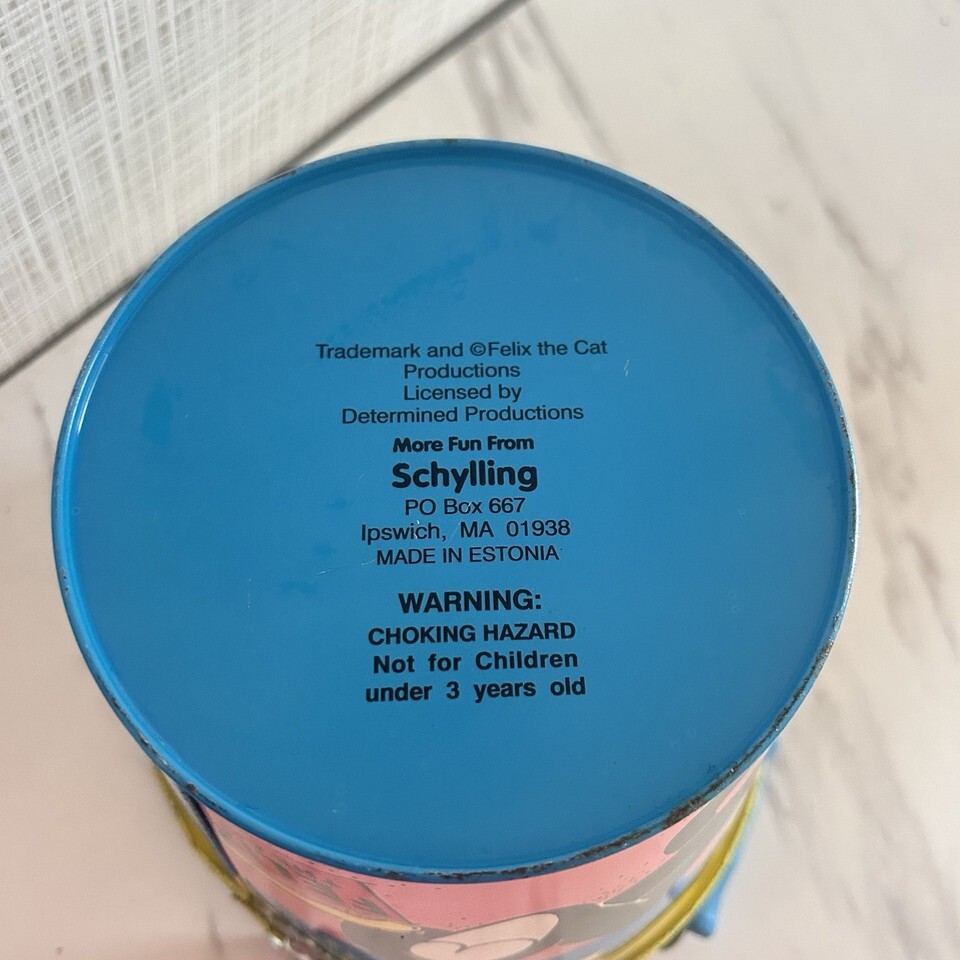 Trademark and ©Felix the Cat
Productions
Licensed by
Determined Productions
More Fun From
Schylling
PO Box 667
Ipswich, MA 01938
MADE IN ESTONIA
WARNING:
CHOKING HAZARD
Not for Children
under 3 years old